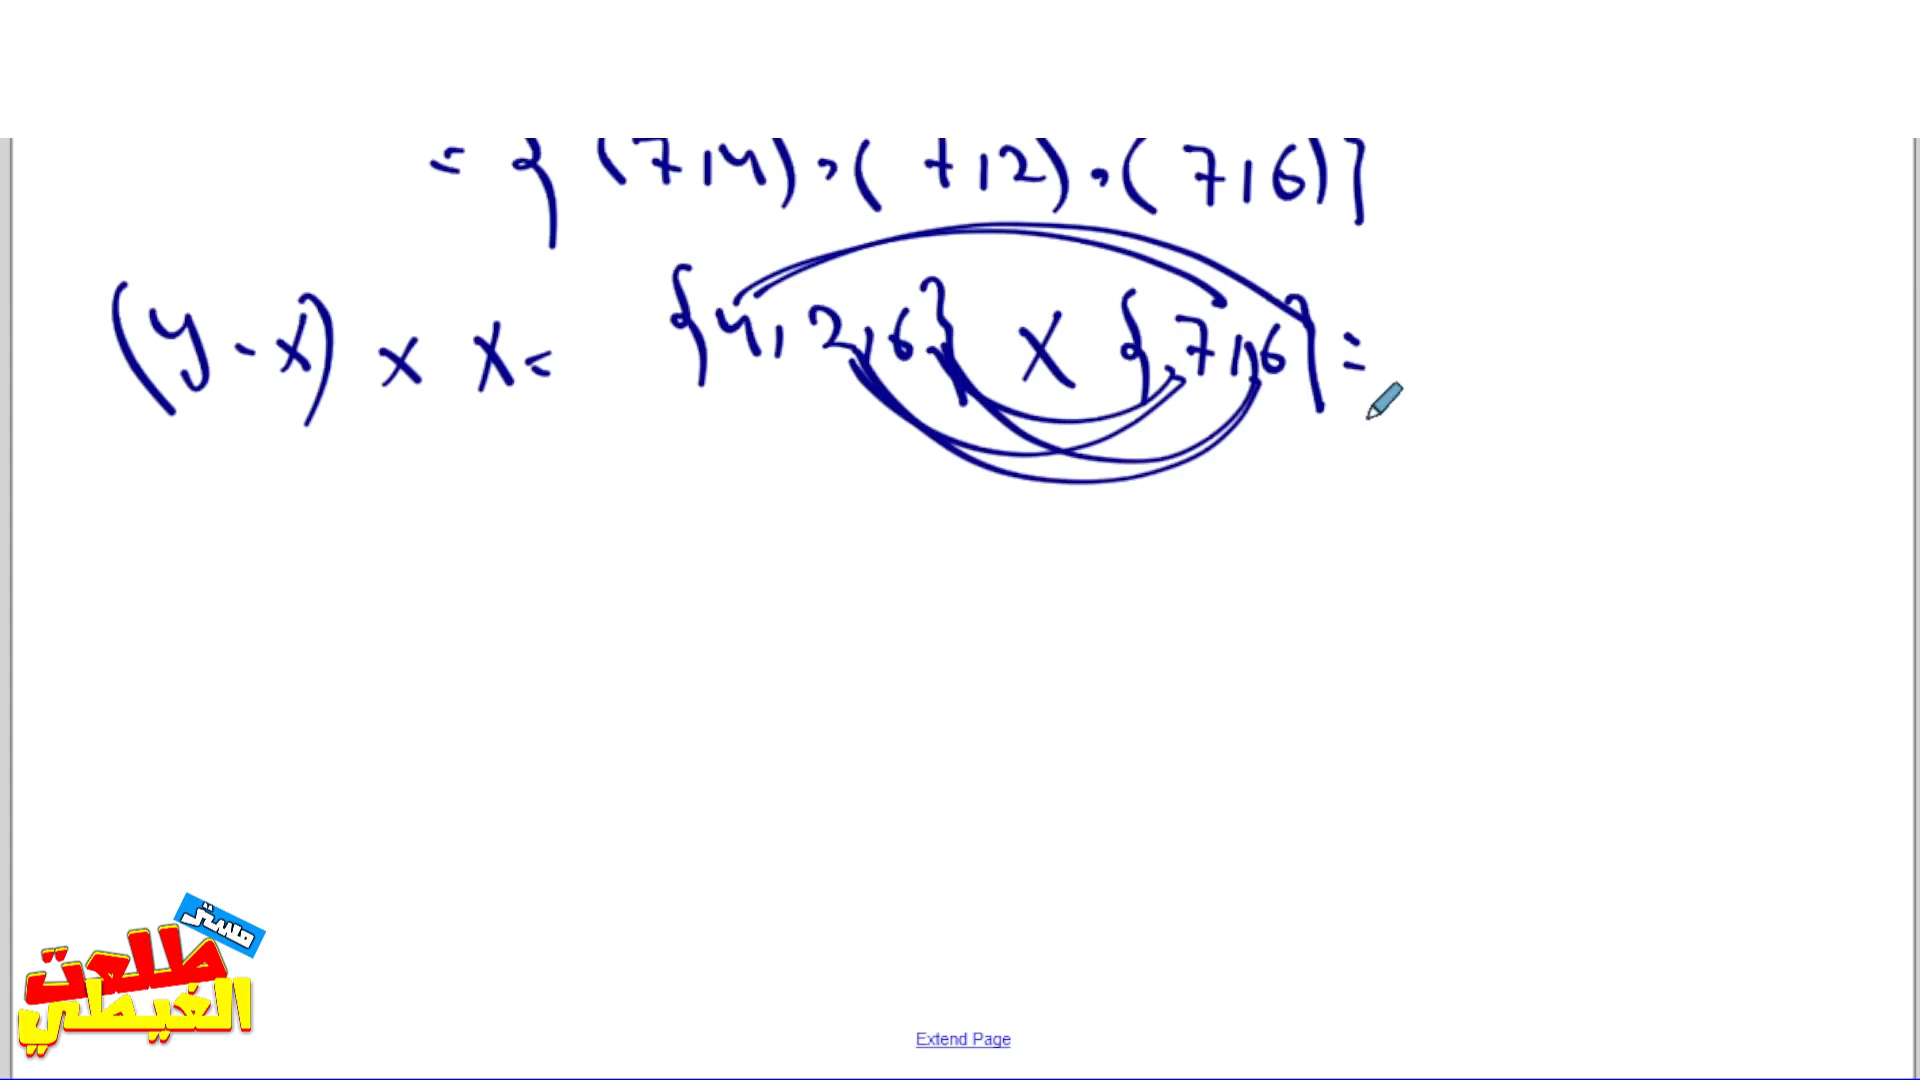 = { (7,4), (7,2), (7,6) }
(y - x) × x = {4, 2, 6} × {7, 6} =
مستر
طلعت
الغيطي
Extend Page